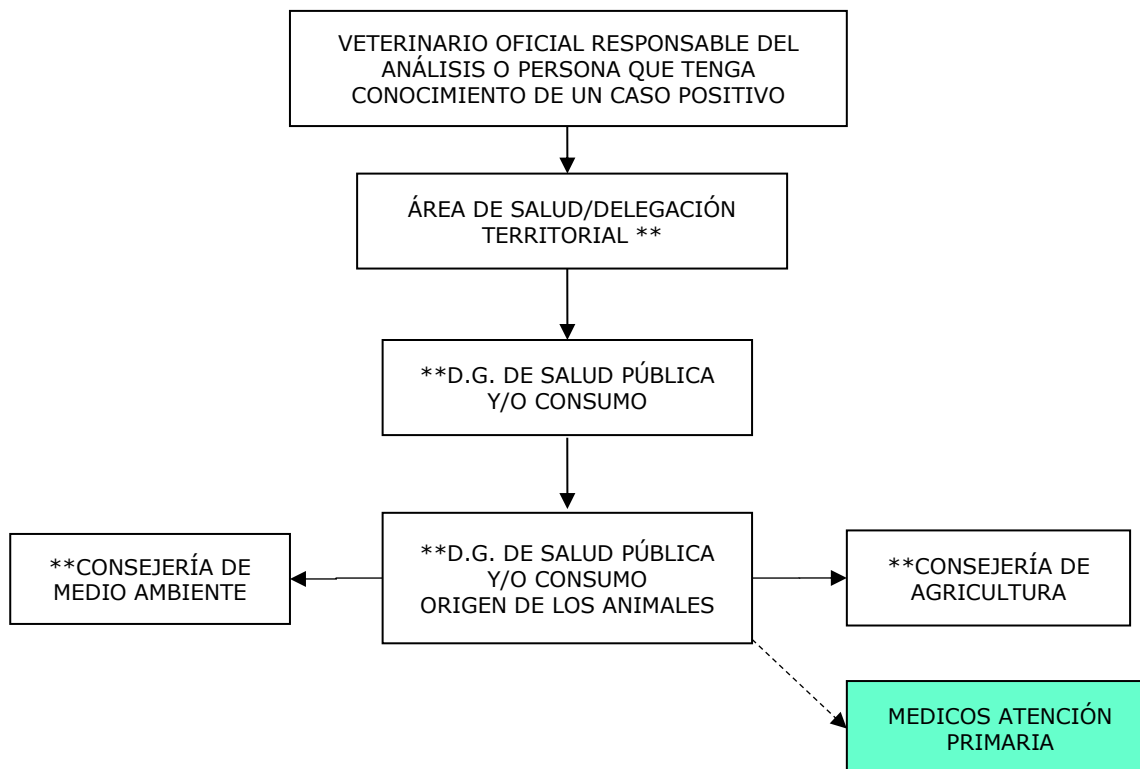 VETERINARIO OFICIAL RESPONSABLE DEL
ANÁLISIS O PERSONA QUE TENGA
CONOCIMIENTO DE UN CASO POSITIVO
ÁREA DE SALUD/DELEGACIÓN
TERRITORIAL **
**D.G. DE SALUD PÚBLICA
Y/O CONSUMO
**CONSEJERÍA DE
MEDIO AMBIENTE
**D.G. DE SALUD PÚBLICA
Y/O CONSUMO
ORIGEN DE LOS ANIMALES
**CONSEJERÍA DE
AGRICULTURA
MEDICOS ATENCIÓN
PRIMARIA